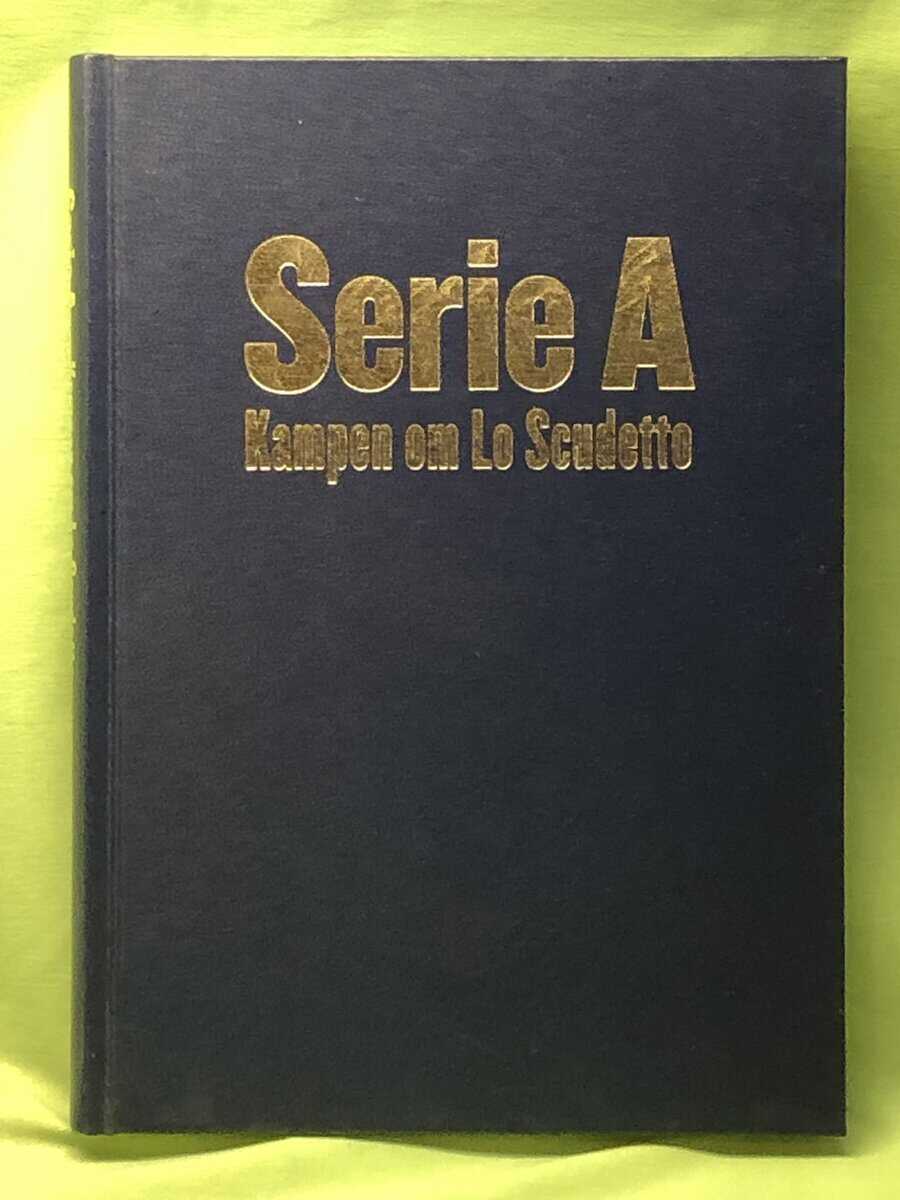 Serie A
Kampen om Lo Scudetto